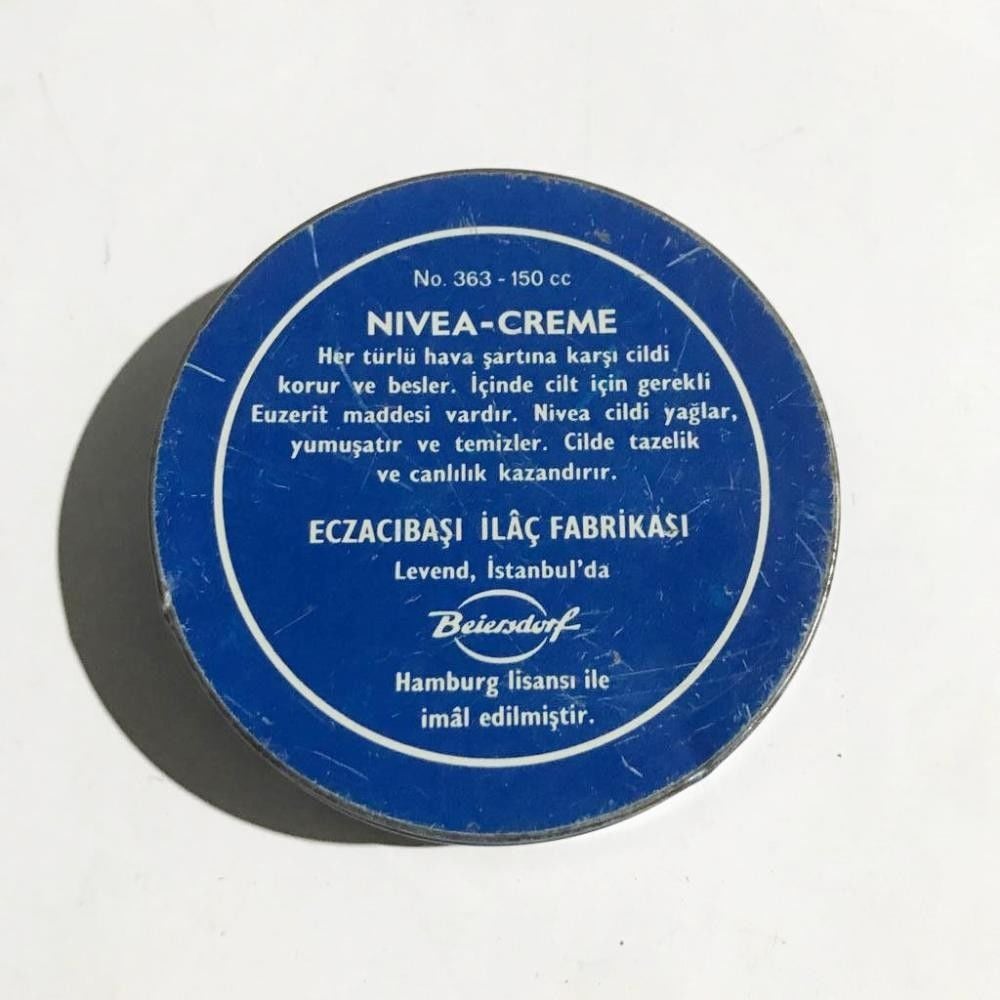 No. 363 - 150 cc
NIVEA-CREME
Her türlü hava şartına karşı cildi
korur ve besler. İçinde cilt için gerekli
Euzerit maddesi vardır. Nivea cildi yağlar,
yumuşatır ve temizler. Cilde tazelik
ve canlılık kazandırır.
ECZACIBAŞI İLÂÇ FABRİKASI
Levend, İstanbul'da
Beiersdorf
Hamburg lisansı ile
imâl edilmiştir.